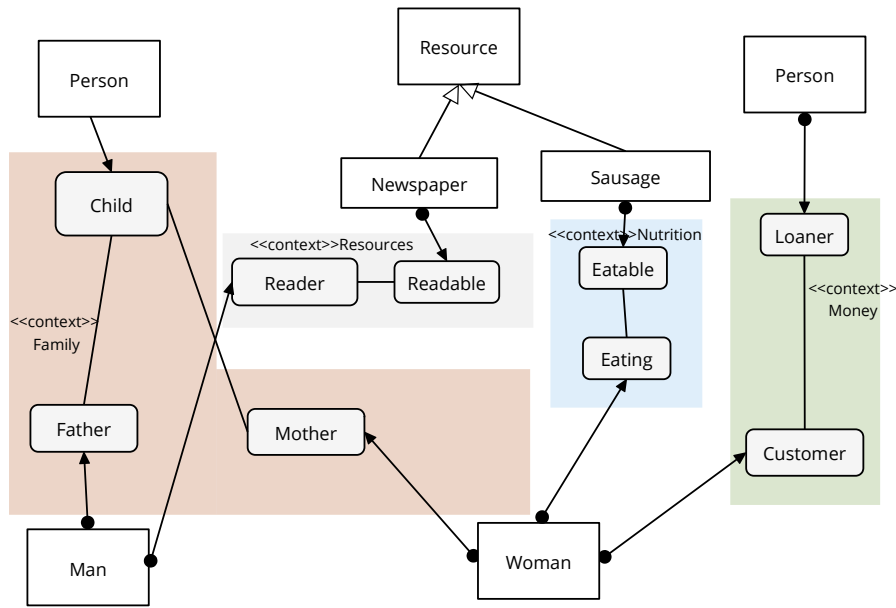 Resource
Person
Person
Newspaper
Sausage
Child
Loaner
<<context>>Resources
<<context>>Nutrition
Reader
Readable
Eatable
<<context>>
Money
<<context>>
Family
Eating
Father
Mother
Customer
Man
Woman